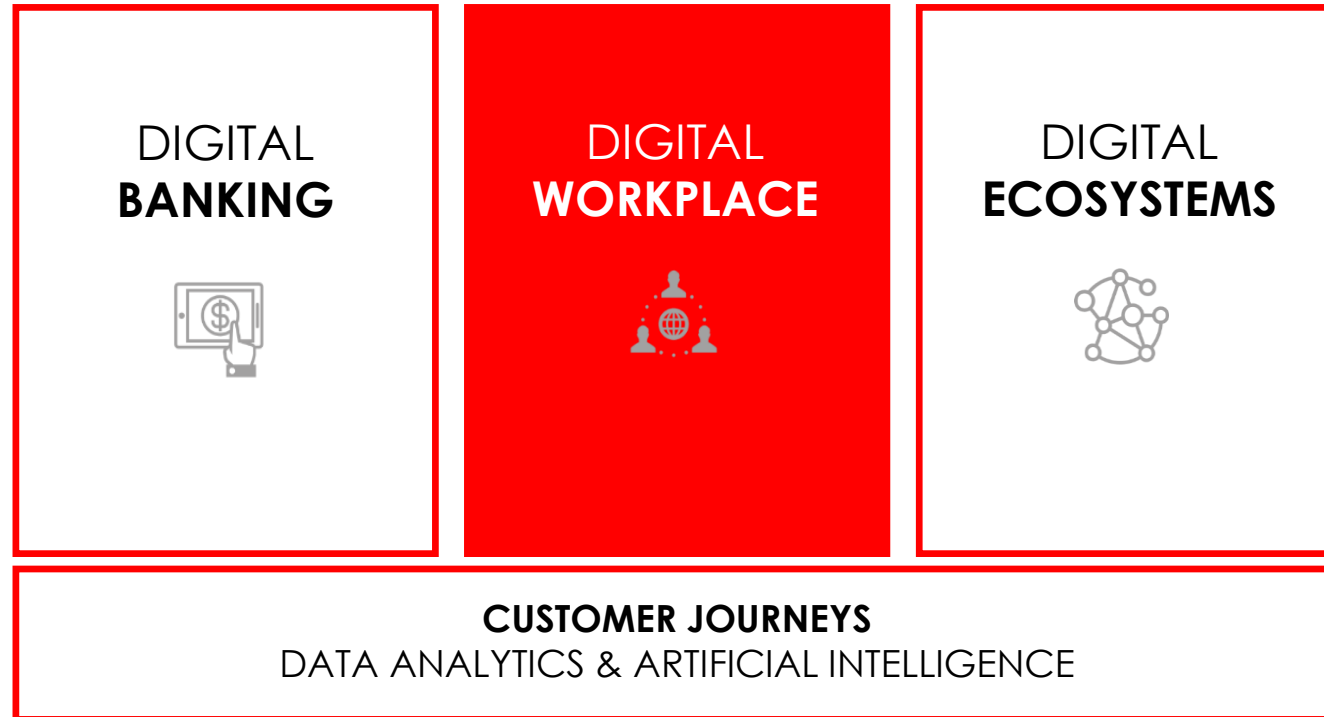 DIGITAL
BANKING
DIGITAL
WORKPLACE
DIGITAL
ECOSYSTEMS
$
CUSTOMER JOURNEYS
DATA ANALYTICS & ARTIFICIAL INTELLIGENCE